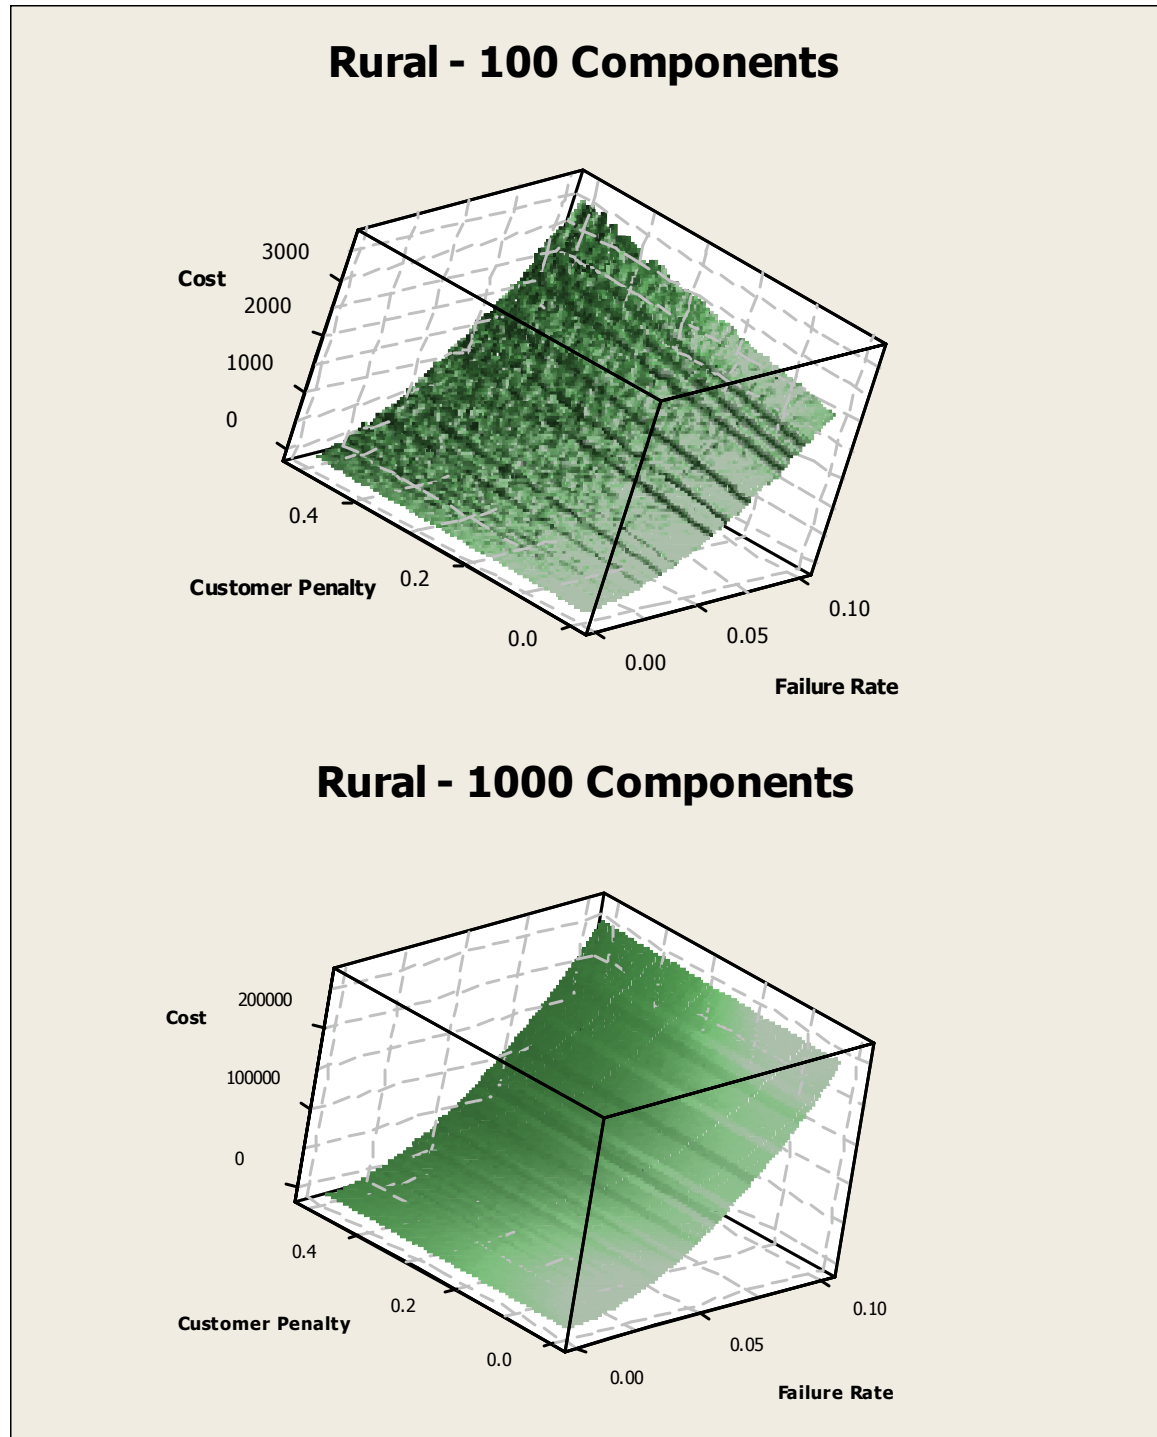 Rural - 100 Components
3000
Cost
2000
1000
0
0.4
Customer Penalty
0.2
0.0
0.00
0.05
0.10
Failure Rate
Rural - 1000 Components
200000
Cost
100000
0
0.4
Customer Penalty
0.2
0.0
0.00
0.05
0.10
Failure Rate